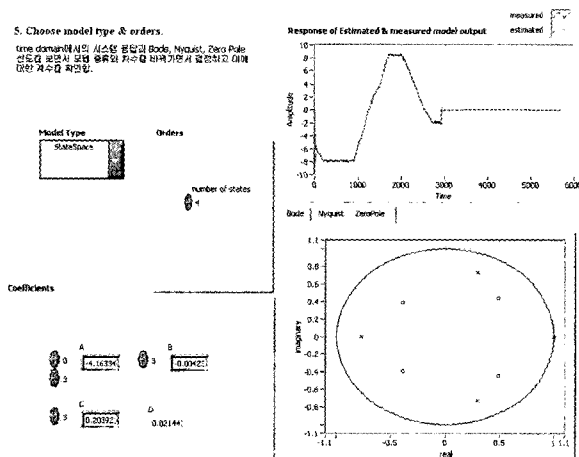 5. Choose model type & orders.
time domain에서의 시스템 응답과 Bode, Nyquist, Zero Pole
선도를 보면서 모델 종류와 차수를 바꿔가면서 결정하고 이에
대한 계수를 확인함.
Model Type
Orders
StateSpace
number of states
4
Coefficients
A
B
0
3
3
C
D
3
0.02144
measured
estimated
Response of Estimated & measured model output
Amplitude
10
8
6
4
2
0
-2
-4
-6
-8
-10
0 1000 2000 3000 4000 5000 6000
Time
Bode Nyquist ZeroPole
imaginary
1.1
0.8
0.6
0.4
0.2
0
-0.2
-0.4
-0.6
-0.8
-1.1
-1.1 -0.5 0 0.5 1 1.1
real